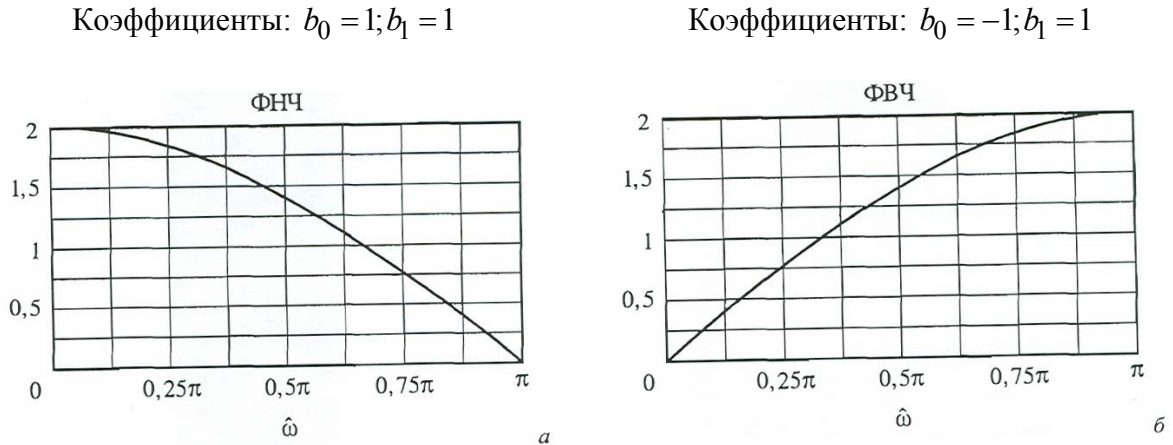 Коэффициенты: b₀ = 1; b₁ = 1
Коэффициенты: b₀ = −1; b₁ = 1
ФНЧ
2
1,5
1
0,5
0
0,25π
0,5π
0,75π
π
ω̂
а
ФВЧ
2
1,5
1
0,5
0
0,25π
0,5π
0,75π
π
ω̂
б